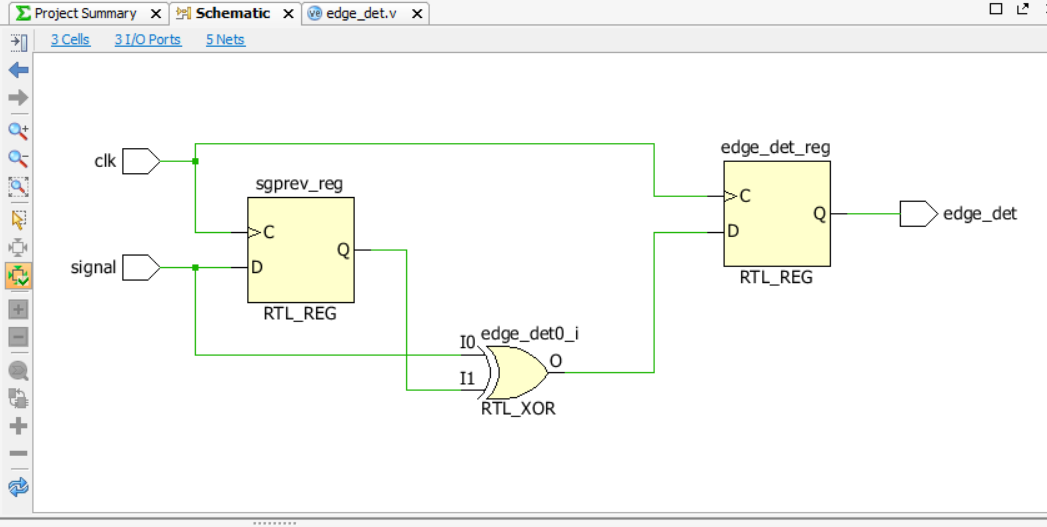 Project Summary
Schematic
edge_det.v
3 Cells
3 I/O Ports
5 Nets
clk
signal
sgprev_reg
C
D
Q
RTL_REG
edge_det0_i
I0
I1
O
RTL_XOR
edge_det_reg
C
D
Q
RTL_REG
edge_det